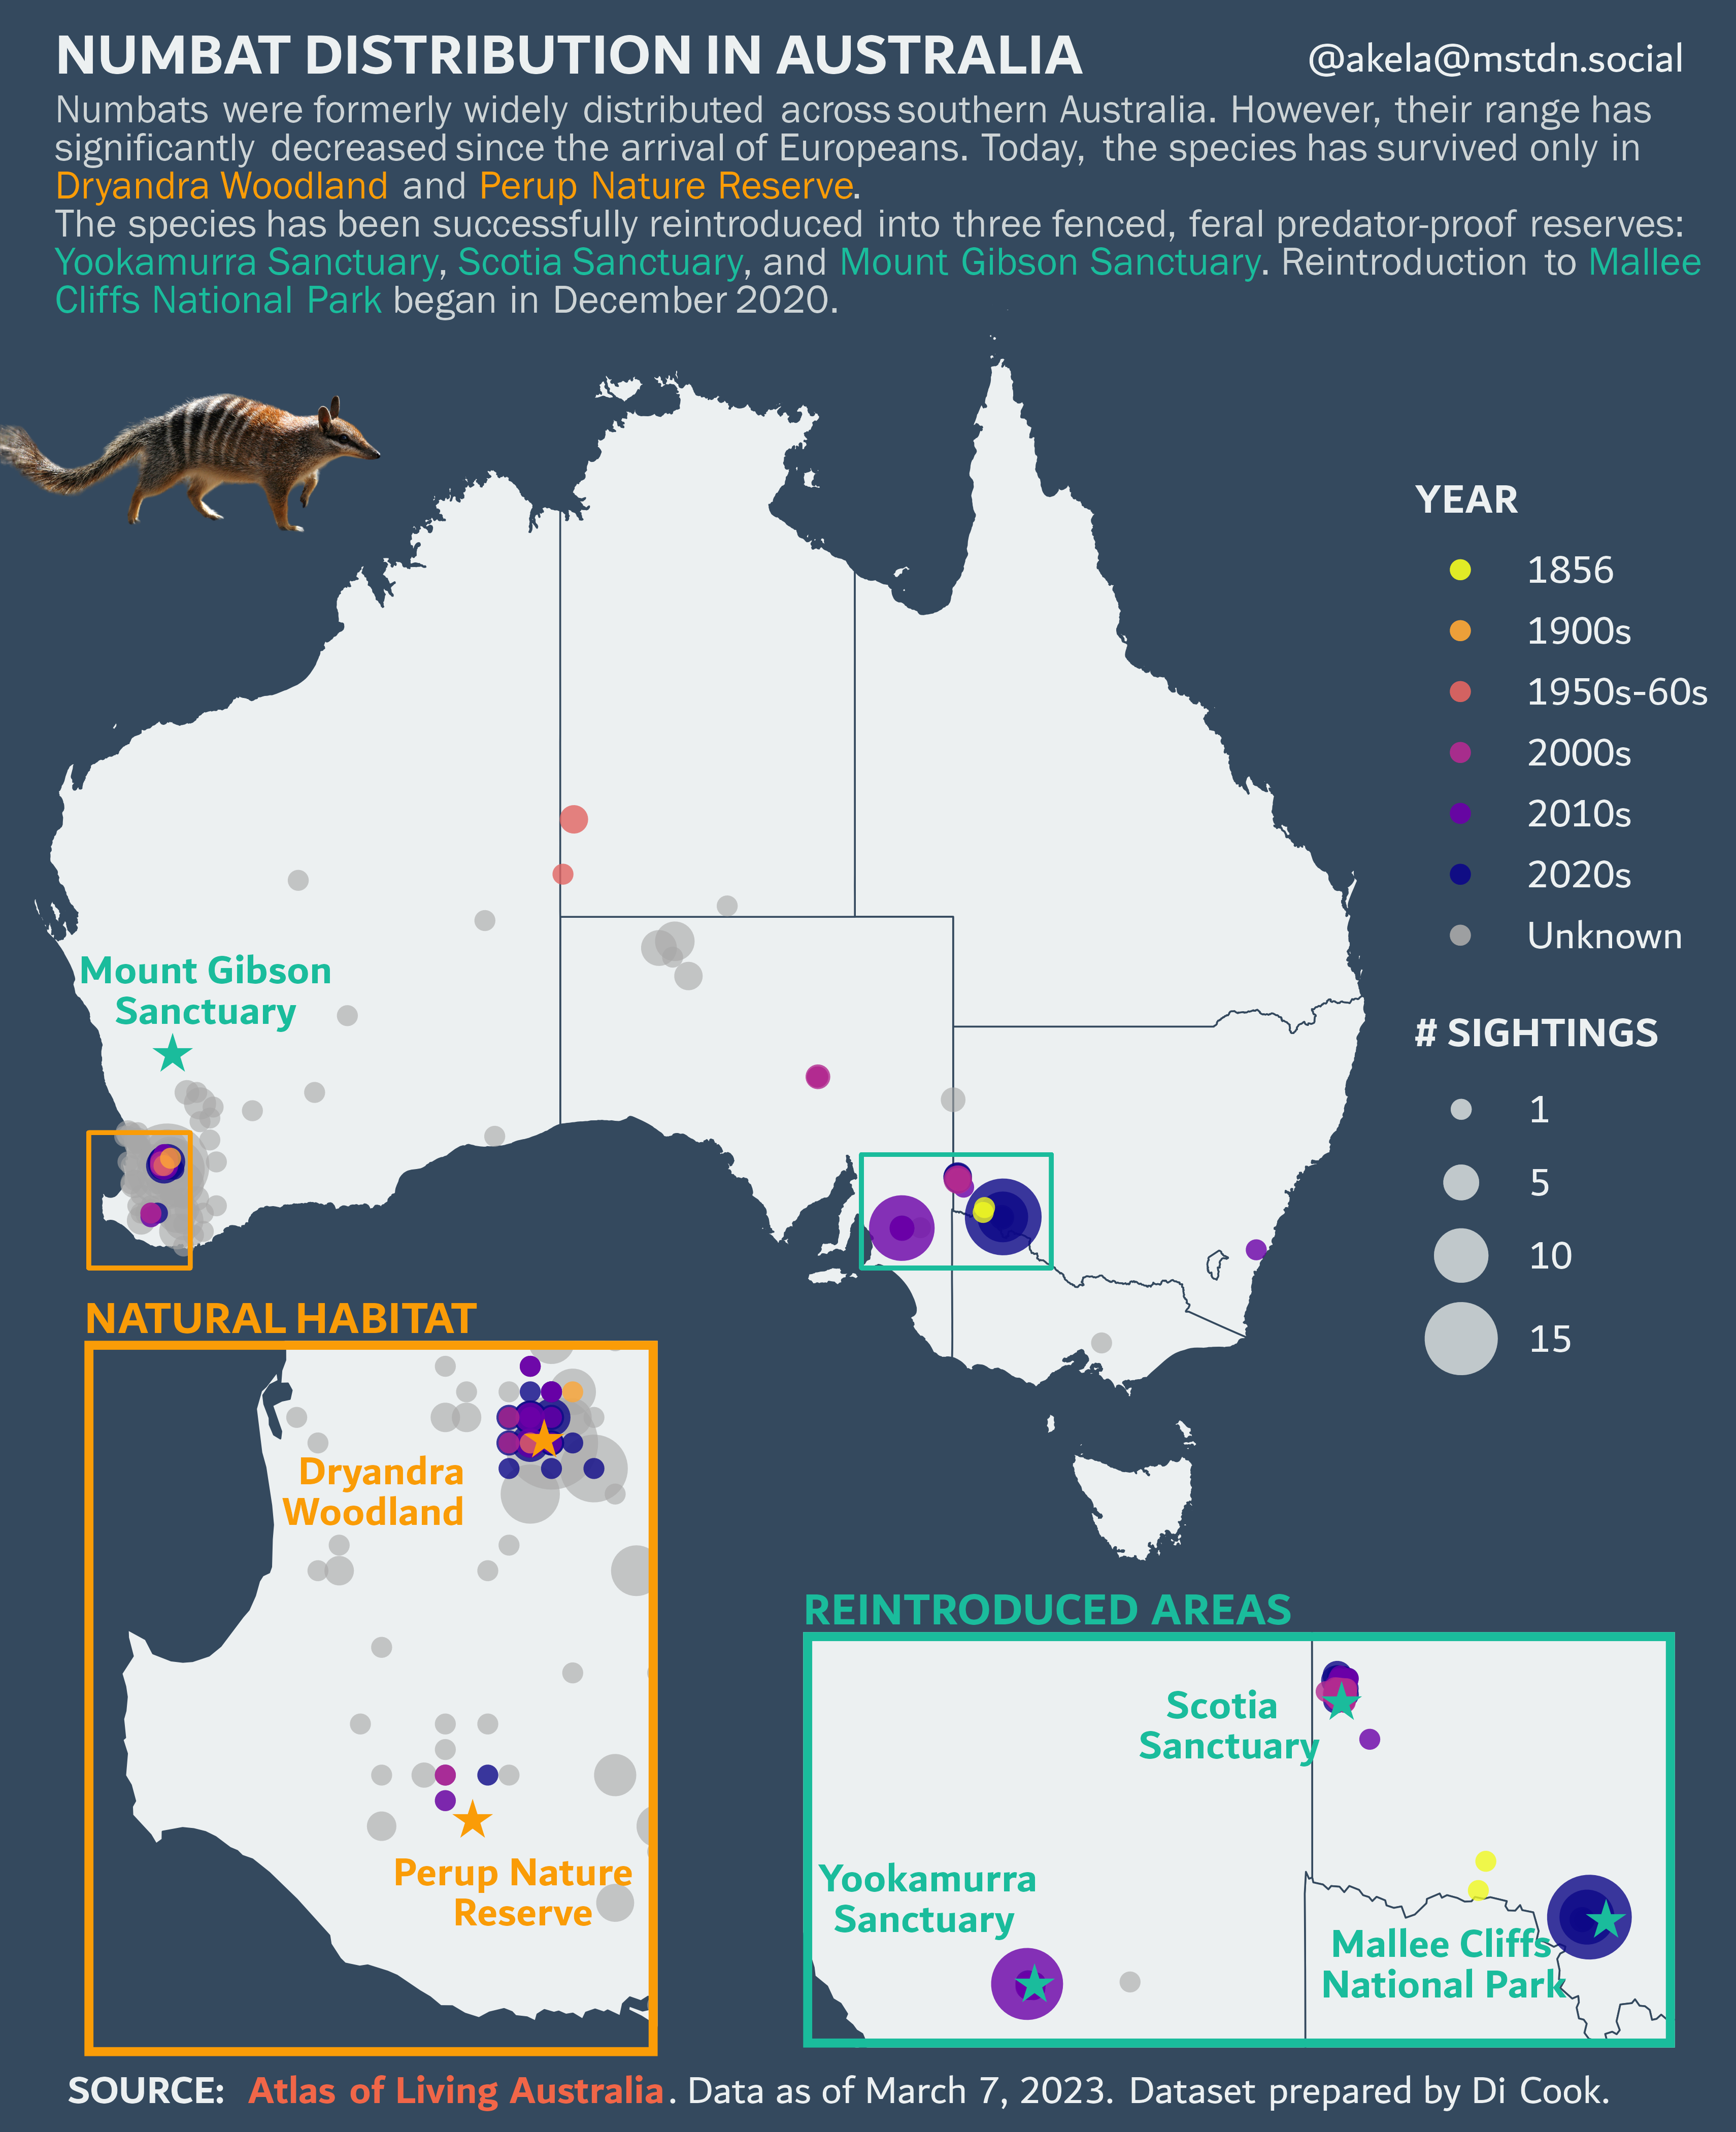 NUMBAT DISTRIBUTION IN AUSTRALIA
@akela@mstdn.social
Numbats were formerly widely distributed across southern Australia. However, their range has
significantly decreased since the arrival of Europeans. Today, the species has survived only in
Dryandra Woodland and Perup Nature Reserve.
The species has been successfully reintroduced into three fenced, feral predator-proof reserves:
Yookamurra Sanctuary, Scotia Sanctuary, and Mount Gibson Sanctuary. Reintroduction to Mallee
Cliffs National Park began in December 2020.
YEAR
1856
1900s
1950s-60s
2000s
2010s
2020s
Unknown
Mount Gibson
Sanctuary
# SIGHTINGS
1
5
10
15
NATURAL HABITAT
Dryandra
Woodland
Perup Nature
Reserve
REINTRODUCED AREAS
Scotia
Sanctuary
Yookamurra
Sanctuary
Mallee Cliffs
National Park
SOURCE: Atlas of Living Australia. Data as of March 7, 2023. Dataset prepared by Di Cook.